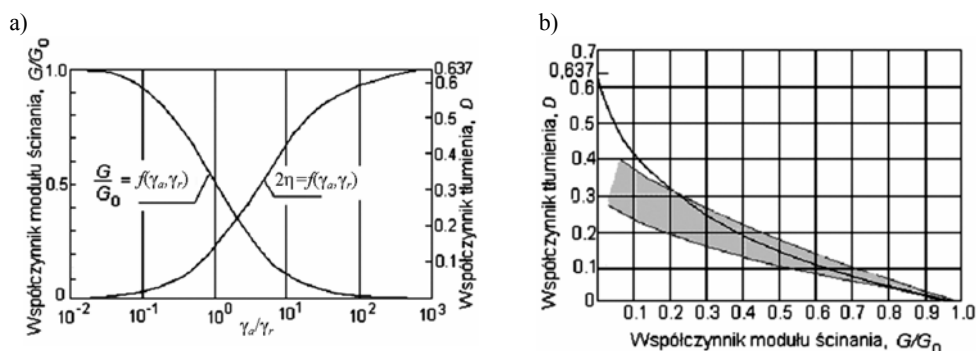 a)
Współczynnik modułu ścinania, G/G0
1.0
0.5
0
G/G0 = f(γa,γr)
2η=f(γa,γr)
0.637
0.6
0.5
0.4
0.3
0.2
0.1
Współczynnik tłumienia, D
10-2 10-1 100 101 102 103
γa/γr
b)
Współczynnik tłumienia, D
0.7
0,637
0.6
0.5
0.4
0.3
0.2
0.1
0
0.1 0.2 0.3 0.4 0.5 0.6 0.7 0.8 0.9 1.0
Współczynnik modułu ścinania, G/G0